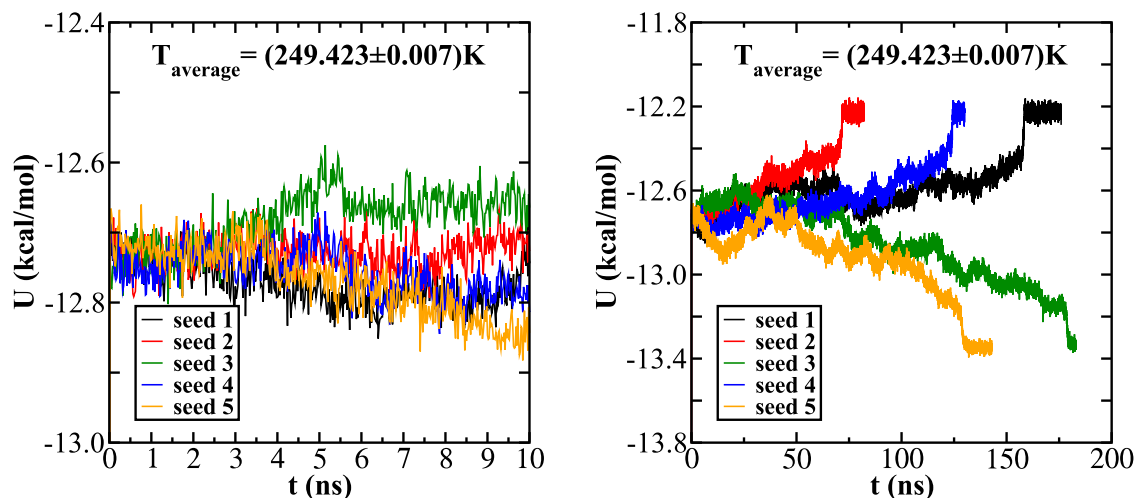 -12.4
-12.6
-12.8
-13.0
U (kcal/mol)
T_average = (249.423±0.007)K
seed 1
seed 2
seed 3
seed 4
seed 5
0 1 2 3 4 5 6 7 8 9 10
t (ns)
-11.8
-12.2
-12.6
-13.0
-13.4
-13.8
U (kcal/mol)
T_average = (249.423±0.007)K
seed 1
seed 2
seed 3
seed 4
seed 5
0 50 100 150 200
t (ns)